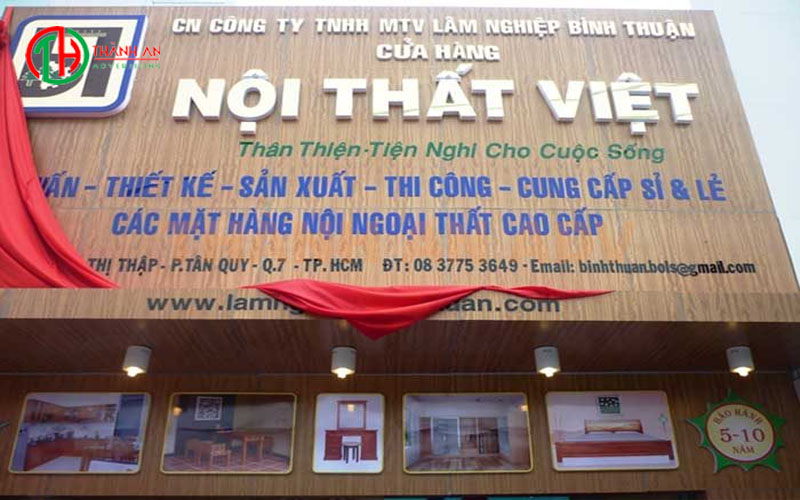 THÀNH AN
ADVERTISING
CN CÔNG TY TNHH MTV LÂM NGHIỆP BÌNH THUẬN
CỬA HÀNG
NỘI THẤT VIỆT
Thân Thiện-Tiện Nghi Cho Cuộc Sống
VẤN - THIẾT KẾ - SẢN XUẤT - THI CÔNG - CUNG CẤP SỈ & LẺ
CÁC MẶT HÀNG NỘI NGOẠI THẤT CAO CẤP
THỊ THẬP - P.TÂN QUY - Q.7 - TP. HCM ĐT: 08 3775 3649 - Email: binhthuan.bols@gmail.com
www.lamng uan.com
BẢO HÀNH
5-10
NĂM